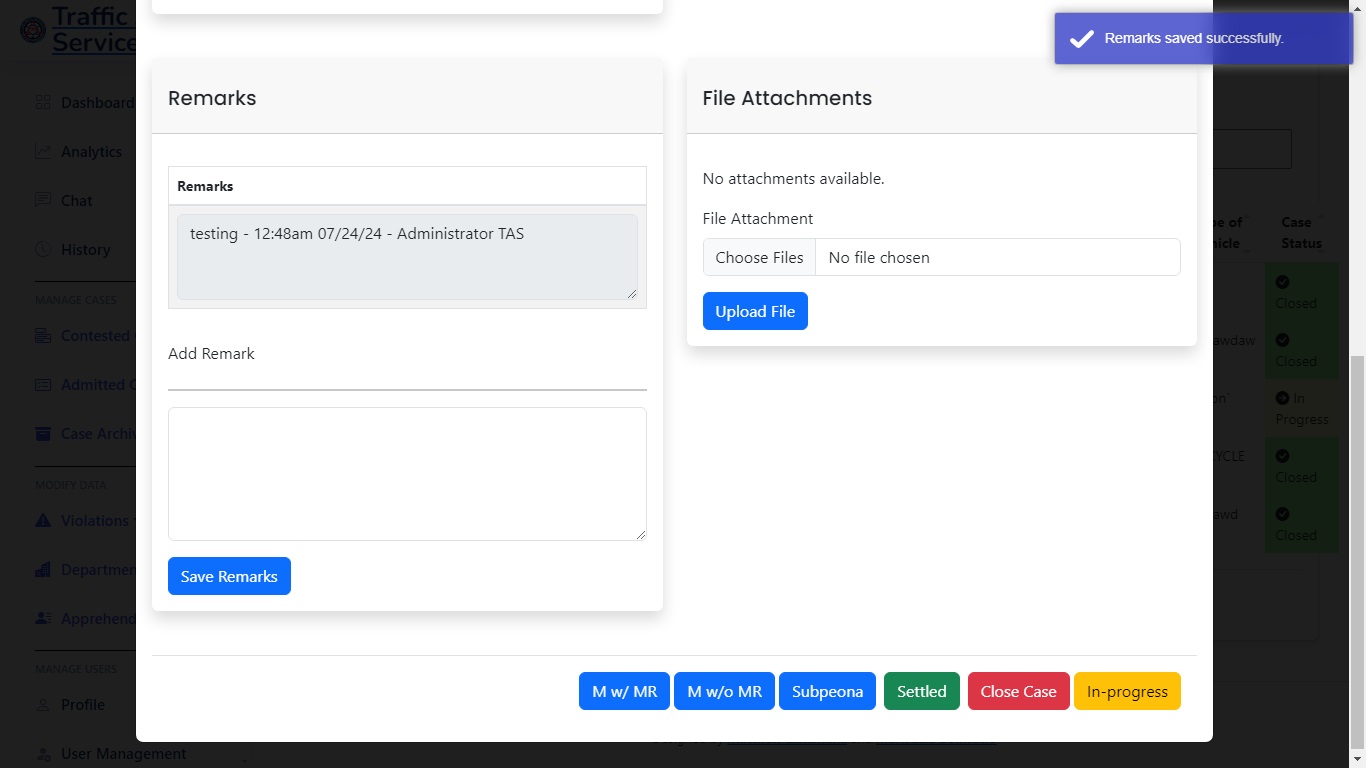 Traffic
Service
Remarks saved successfully.
Dashboard
Analytics
Chat
History
MANAGE CASES
Contested
Admitted C
Case Archiv
MODIFY DATA
Violations
Departmen
Apprehend
MANAGE USERS
Profile
User Management
Remarks
Remarks
testing - 12:48am 07/24/24 - Administrator TAS
Add Remark
Save Remarks
File Attachments
No attachments available.
File Attachment
Choose Files No file chosen
Upload File
pe of
hicle
Case
Status
Closed
awdaw
Closed
on`
In
Progress
CYCLE
Closed
awd
Closed
M w/ MR M w/o MR Subpeona Settled Close Case In-progress